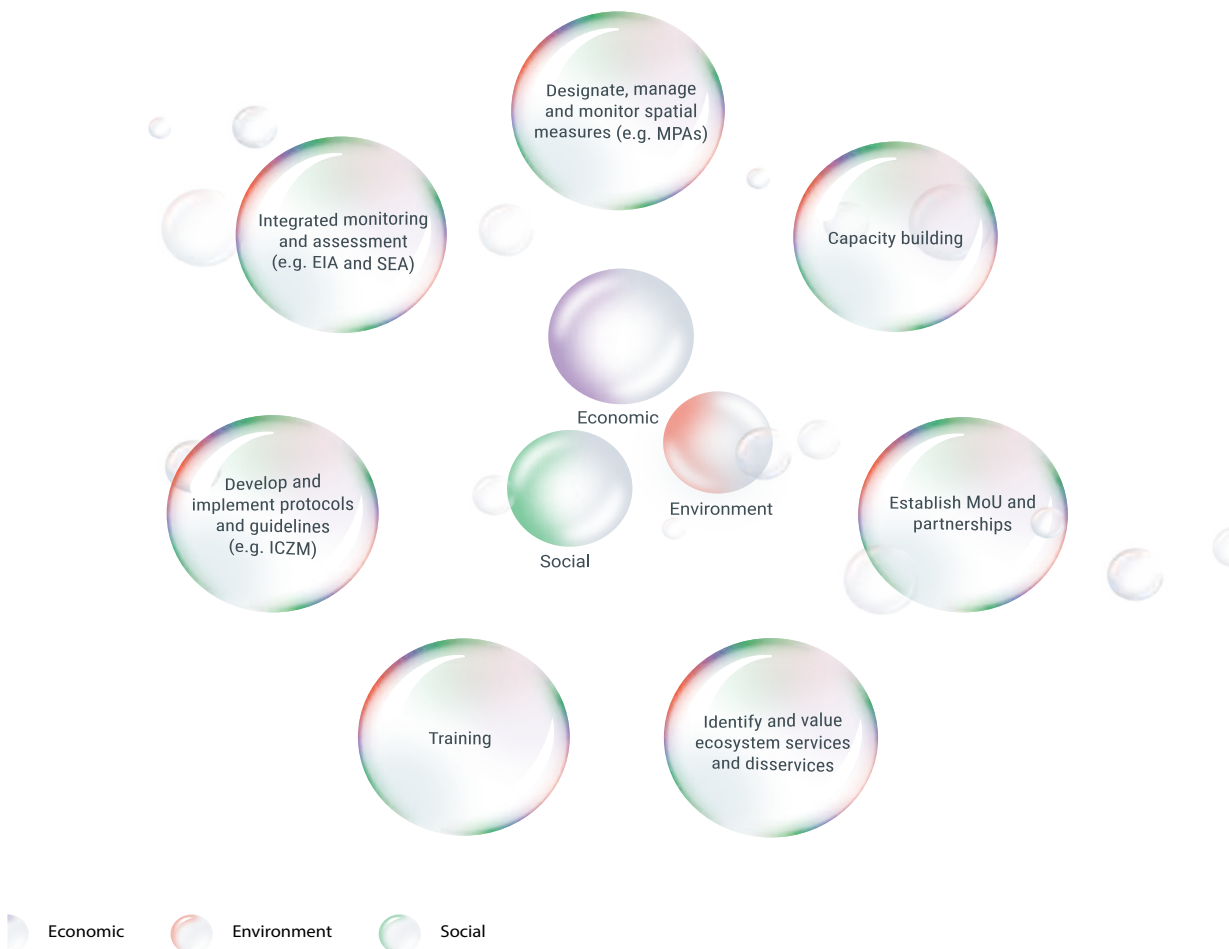 Designate, manage
and monitor spatial
measures (e.g. MPAs)
Integrated monitoring
and assessment
(e.g. EIA and SEA)
Capacity building
Economic
Environment
Social
Develop and
implement protocols
and guidelines
(e.g. ICZM)
Establish MoU and
partnerships
Training
Identify and value
ecosystem services
and disservices
Economic
Environment
Social